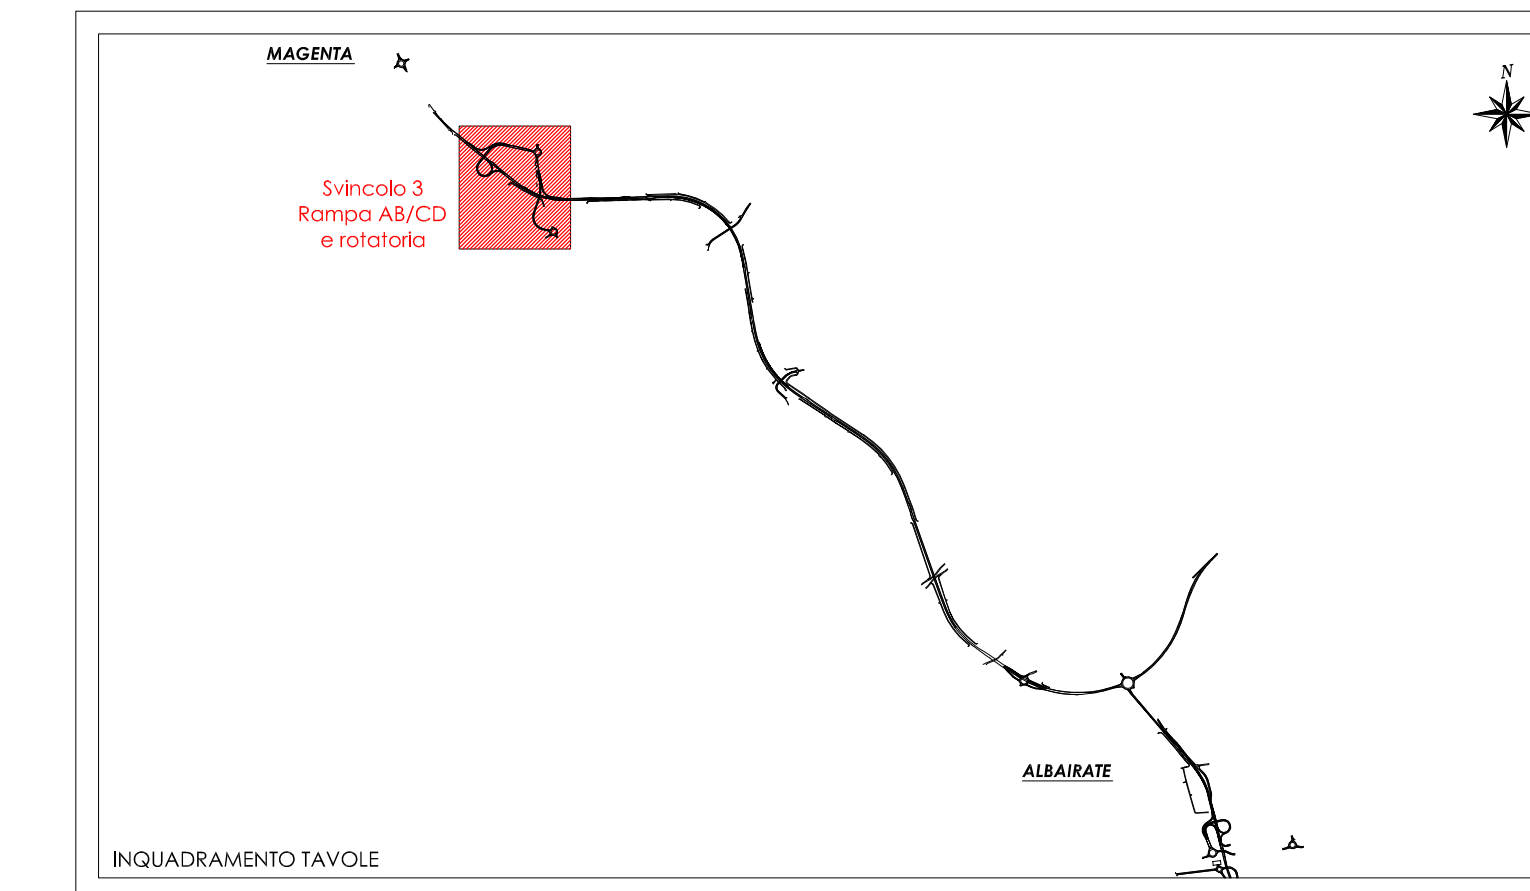 MAGENTA
N
Svincolo 3
Rampa AB/CD
e rotatoria
ALBAIRATE
INQUADRAMENTO TAVOLE